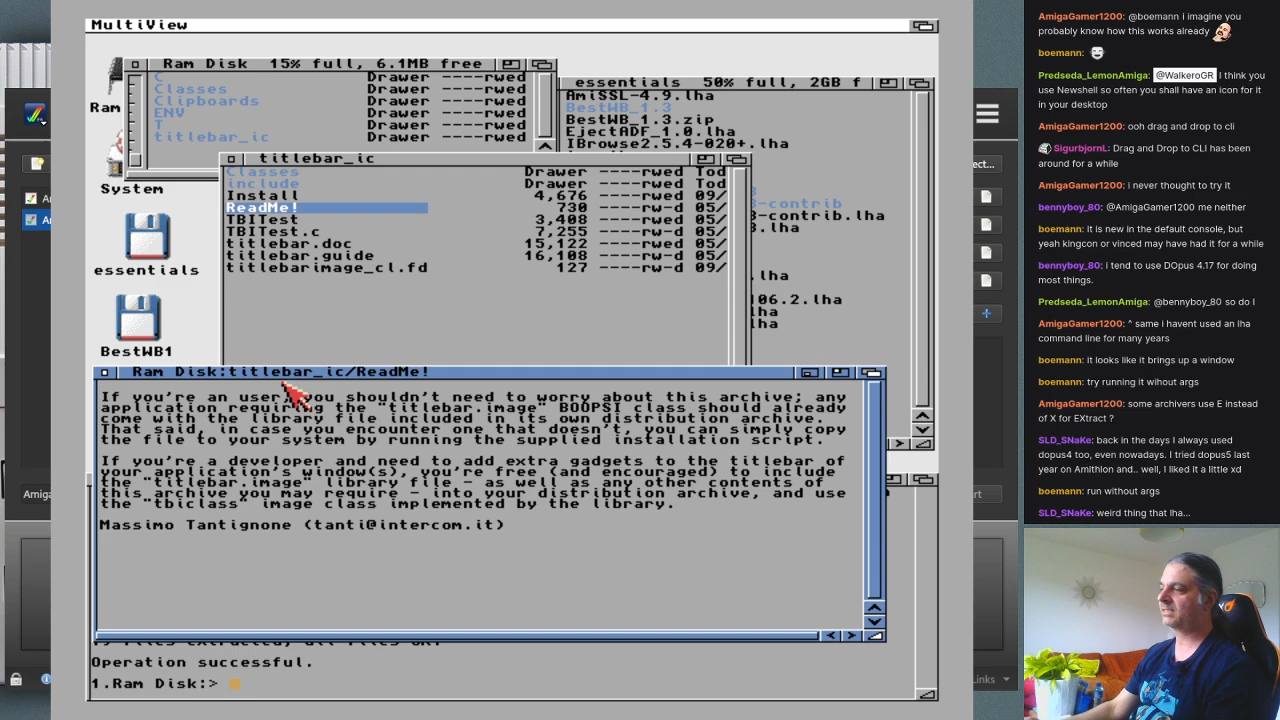 MultiView
Ram Disk 15% full, 6.1MB free
C Drawer ----rwed
Classes Drawer ----rwed
Clipboards Drawer ----rwed
ENV Drawer ----rwed
T Drawer ----rwed
titlebar_ic Drawer ----rwed
Ram
System
essentials
BestWB1
essentials 50% full, 2GB f
AmiSSL-4.9.lha
BestWB_1.3
BestWB_1.3.zip
EjectADF_1.0.lha
IBrowse2.5.4-020+.lha
-contrib
-contrib.lha
.lha
.lha
06.2.lha
lha
lha
titlebar_ic
Classes Drawer ----rwed Tod
include Drawer ----rwed Tod
Install 4,676 ----rwed 09/
ReadMe! 730 ----rw-d 05/
TBITest 3,408 ----rwed 05/
TBITest.c 7,255 ----rw-d 05/
titlebar.doc 15,122 ----rw-d 05/
titlebar.guide 16,108 ----rw-d 05/
titlebarimage_cl.fd 127 ----rw-d 09/
Ram Disk:titlebar_ic/ReadMe!
If you're an user, you shouldn't need to worry about this archive; any
application requiring the "titlebar.image" BOOPSI class should already
come with the library file included in its own distribution archive.
That said, in case you encounter one that doesn't, you can simply copy
the file to your system by running the supplied installation script.
If you're a developer and need to add extra gadgets to the titlebar of
your application's window(s), you're free (and encouraged) to include
the "titlebar.image" library file - as well as any other contents of
this archive you may require - into your distribution archive, and use
the "tbiclass" image class implemented by the library.
Massimo Tantignone (tanti@intercom.it)
Operation successful.
1.Ram Disk:>
Amiga
ect...
rt
Links
AmigaGamer1200: @boemann i imagine you
probably know how this works already
boemann:
Predseda_LemonAmiga: @WalkeroGR I think you
use Newshell so often you shall have an icon for it
in your desktop
AmigaGamer1200: ooh drag and drop to cli
SigurbjornL: Drag and Drop to CLI has been
around for a while
AmigaGamer1200: i never thought to try it
bennyboy_80: @AmigaGamer1200 me neither
boemann: it is new in the default console, but
yeah kingcon or vinced may have had it for a while
bennyboy_80: i tend to use DOpus 4.17 for doing
most things.
Predseda_LemonAmiga: @bennyboy_80 so do I
AmigaGamer1200: ^ same i havent used an lha
command line for many years
boemann: it looks like it brings up a window
boemann: try running it wihout args
AmigaGamer1200: some archivers use E instead
of X for EXtract ?
SLD_SNaKe: back in the days I always used
dopus4 too, even nowadays. I tried dopus5 last
year on Amithlon and.. well, I liked it a little xd
boemann: run without args
SLD_SNaKe: weird thing that lha...